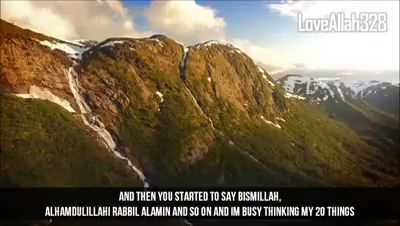 LoveAllah328
AND THEN YOU STARTED TO SAY BISMILLAH,
ALHAMDULILLAHI RABBIL ALAMIN AND SO ON AND IM BUSY THINKING MY 20 THINGS